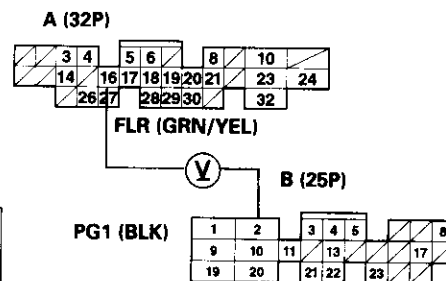 A (32P)
3 4 5 6 8 10
14 16 17 18 19 20 21 23 24
26 27 28 29 30 32
FLR (GRN/YEL)
V
B (25P)
PG1 (BLK)
1 2 3 4 5 8
9 10 11 13 17
19 20 21 22 23